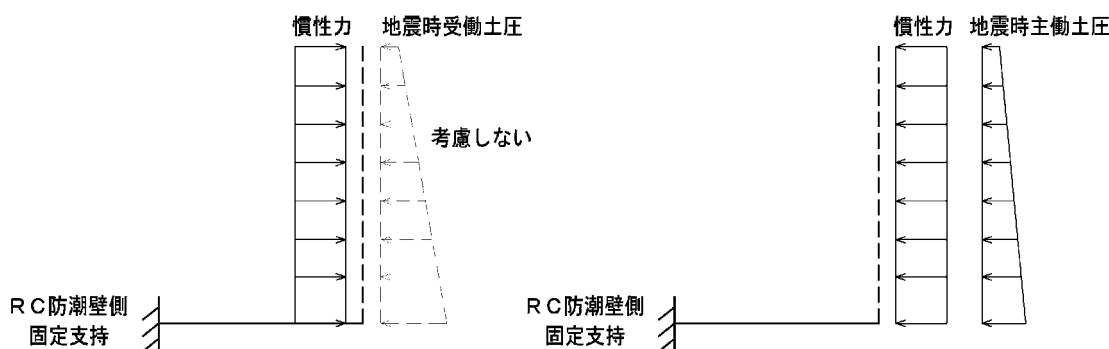 慣性力 地震時受働土圧
考慮しない
RC防潮壁側
固定支持
慣性力 地震時主働土圧
RC防潮壁側
固定支持